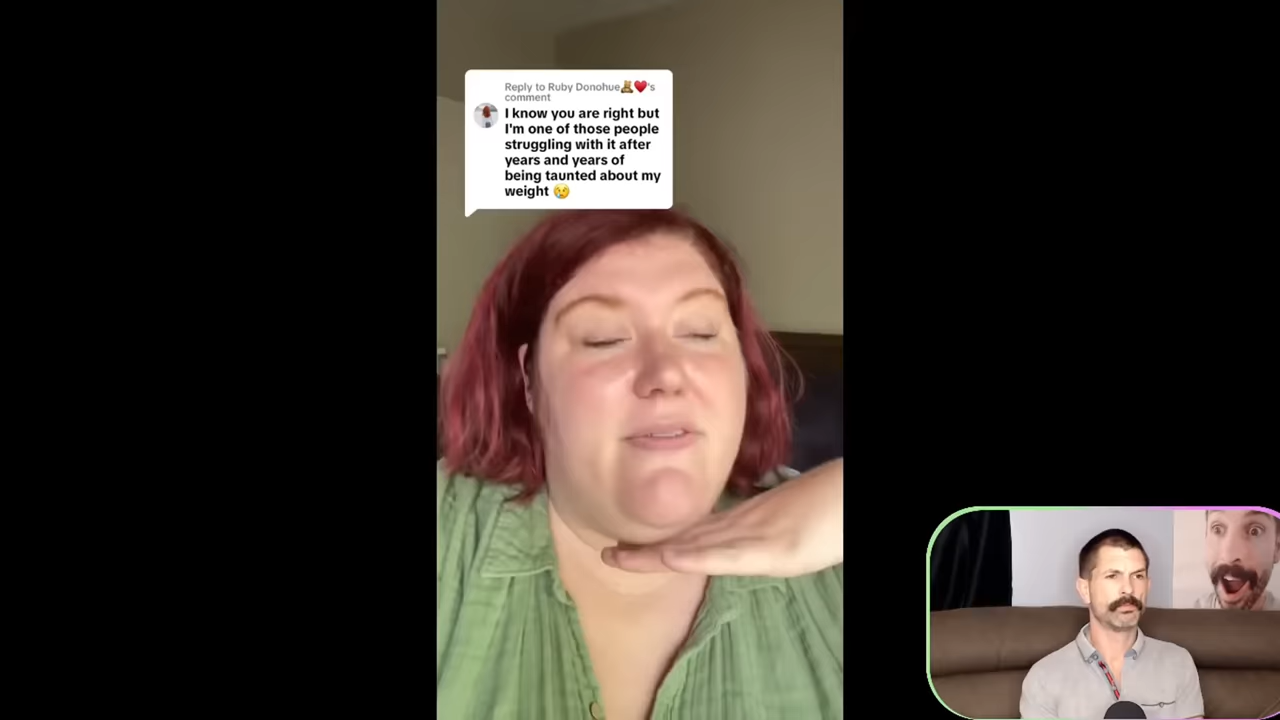 Reply to Ruby Donohue🧸❤️'s
comment
I know you are right but
I'm one of those people
struggling with it after
years and years of
being taunted about my
weight 😢